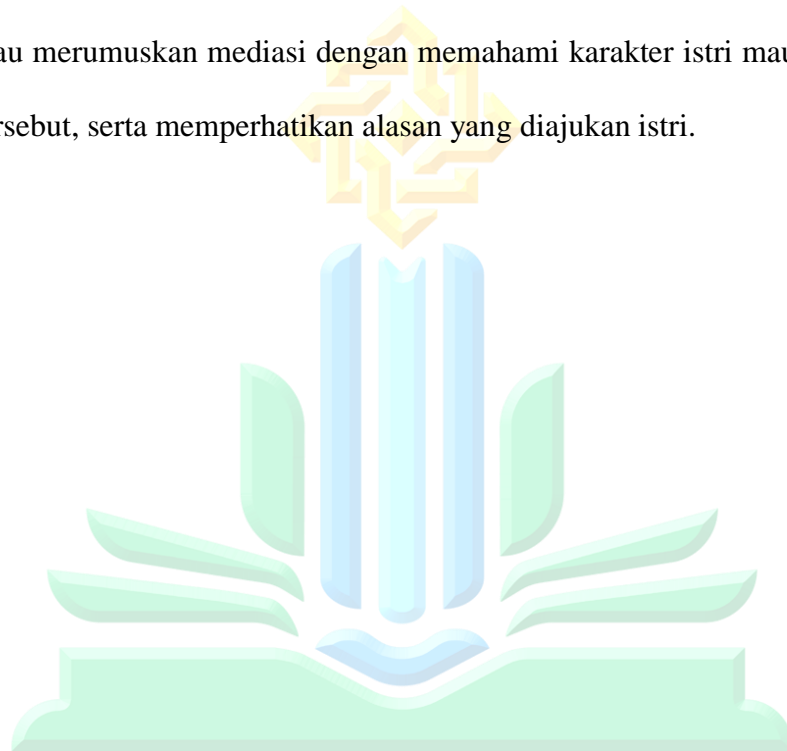 au merumuskan mediasi dengan memahami karakter istri mau
rsebut, serta memperhatikan alasan yang diajukan istri.